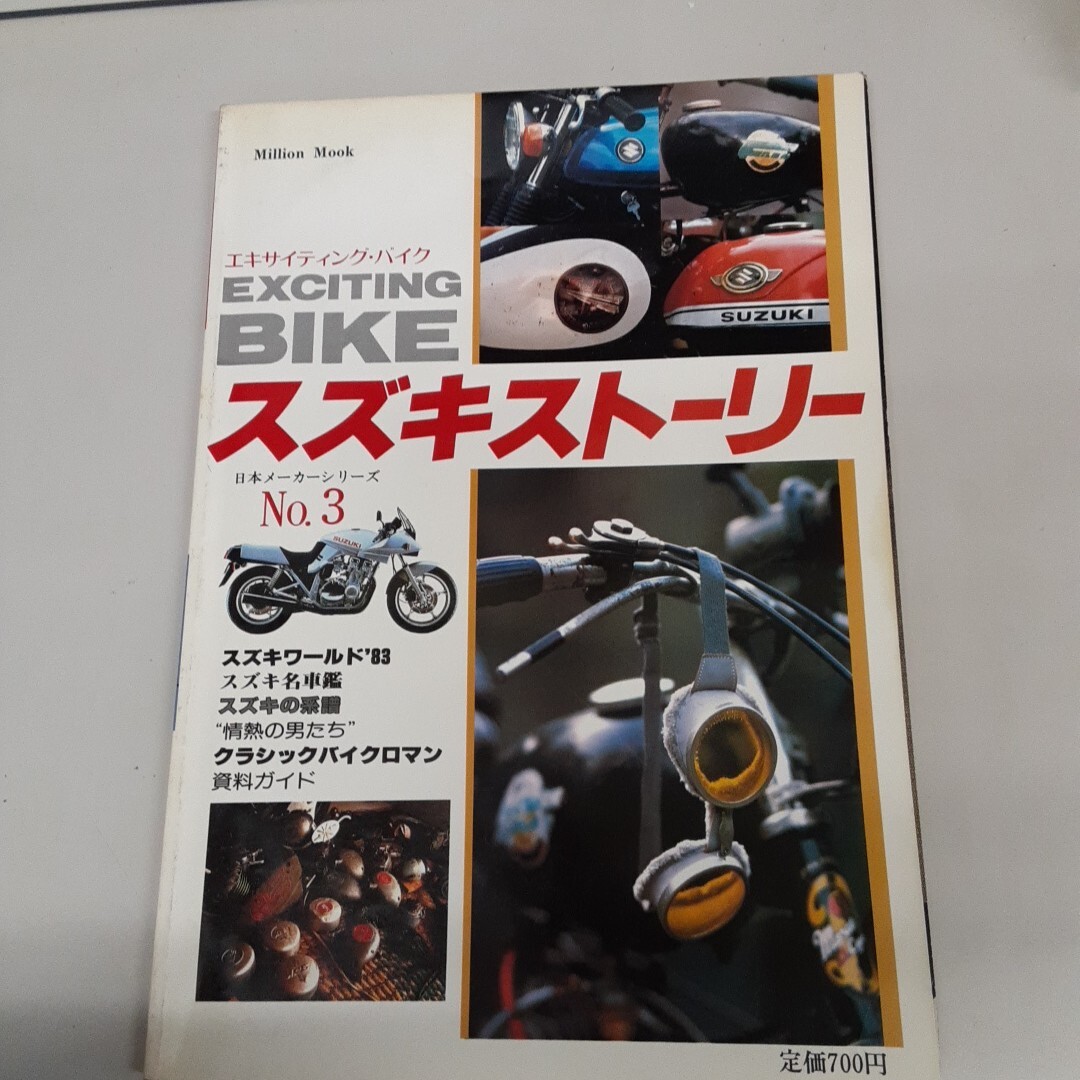 Million Mook
エキサイティング・バイク
EXCITING
BIKE
SUZUKI
スズキストーリー
日本メーカーシリーズ
No. 3
SUZUKI
スズキワールド'83
スズキ名車鑑
スズキの系譜
“情熱の男たち”
クラシックバイクロマン
資料ガイド
定価700円